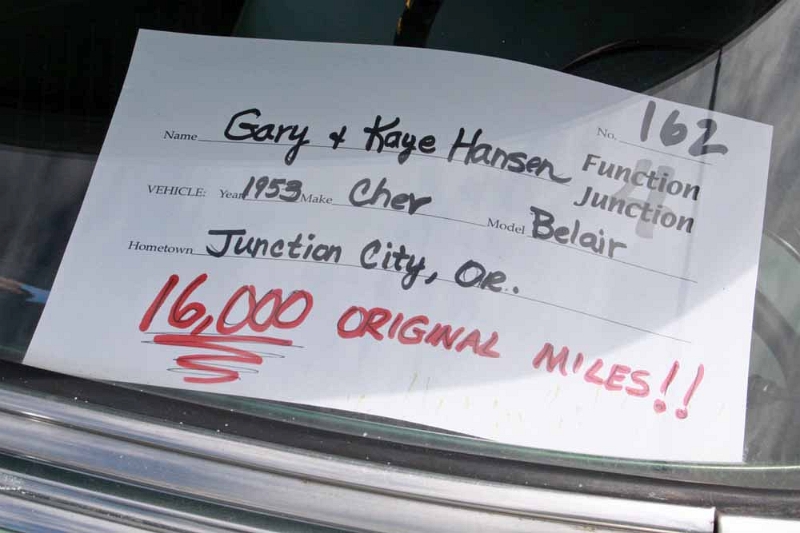 No. 162
Name Gary & Kaye Hansen
Function 4 Junction
VEHICLE: Year 1953 Make Chev Model Belair
Hometown Junction City, OR.
16,000 ORIGINAL MILES!!